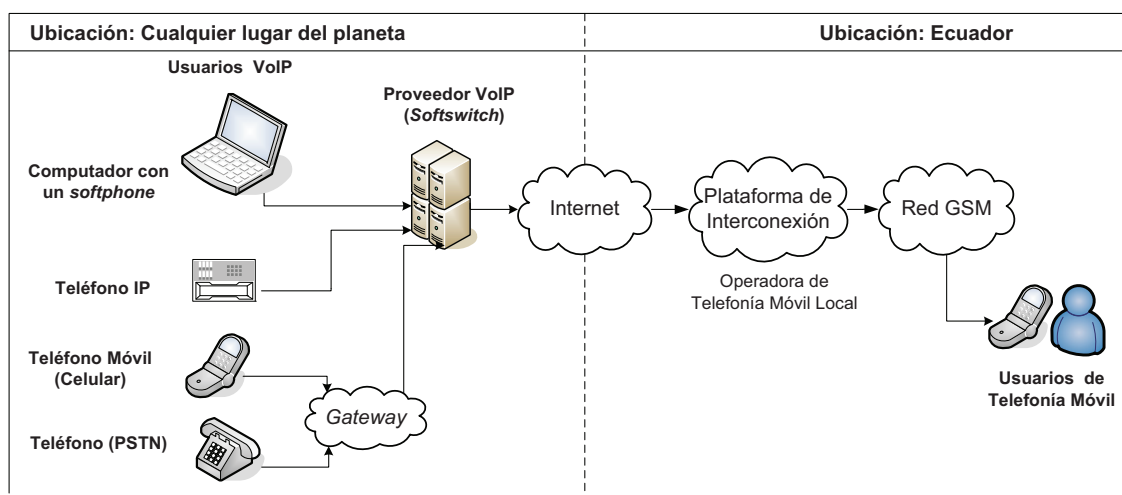 Ubicación: Cualquier lugar del planeta
Ubicación: Ecuador
Usuarios VoIP
Proveedor VoIP
(Softswitch)
Computador con
un softphone
Internet
Plataforma de
Interconexión
Red GSM
Operadora de
Telefonía Móvil Local
Teléfono IP
Teléfono Móvil
(Celular)
Gateway
Teléfono (PSTN)
Usuarios de
Telefonía Móvil